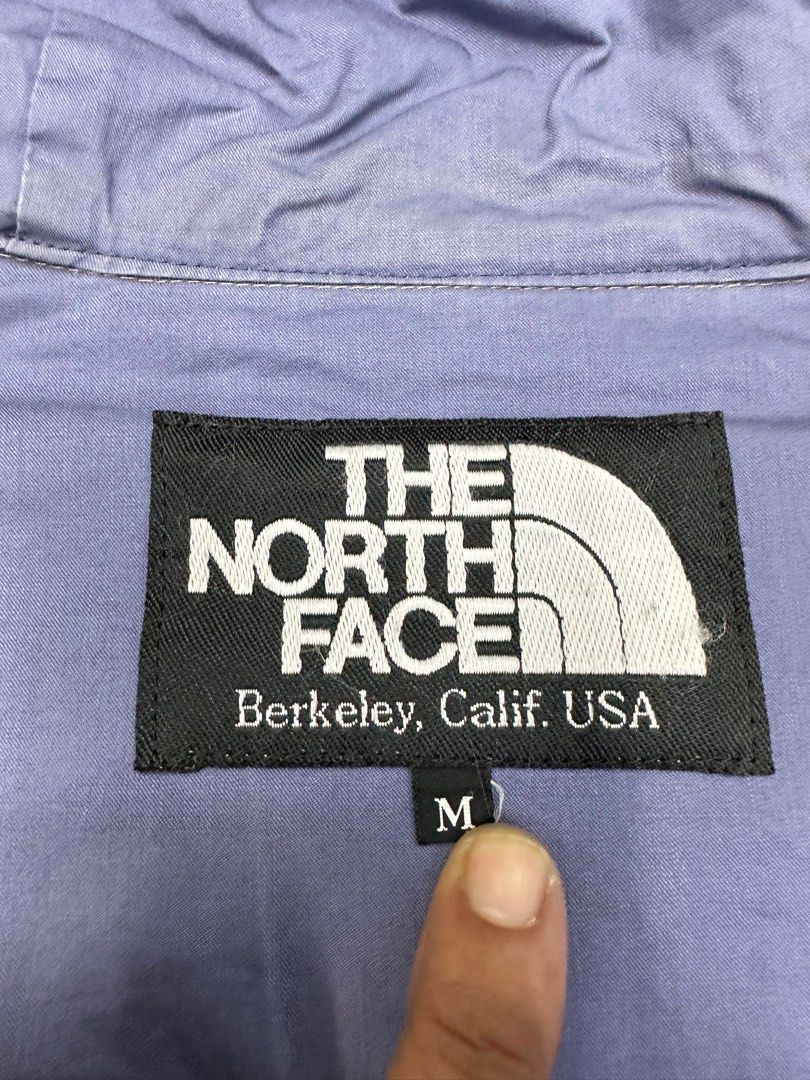 THE
NORTH
FACE
Berkeley, Calif. USA
M